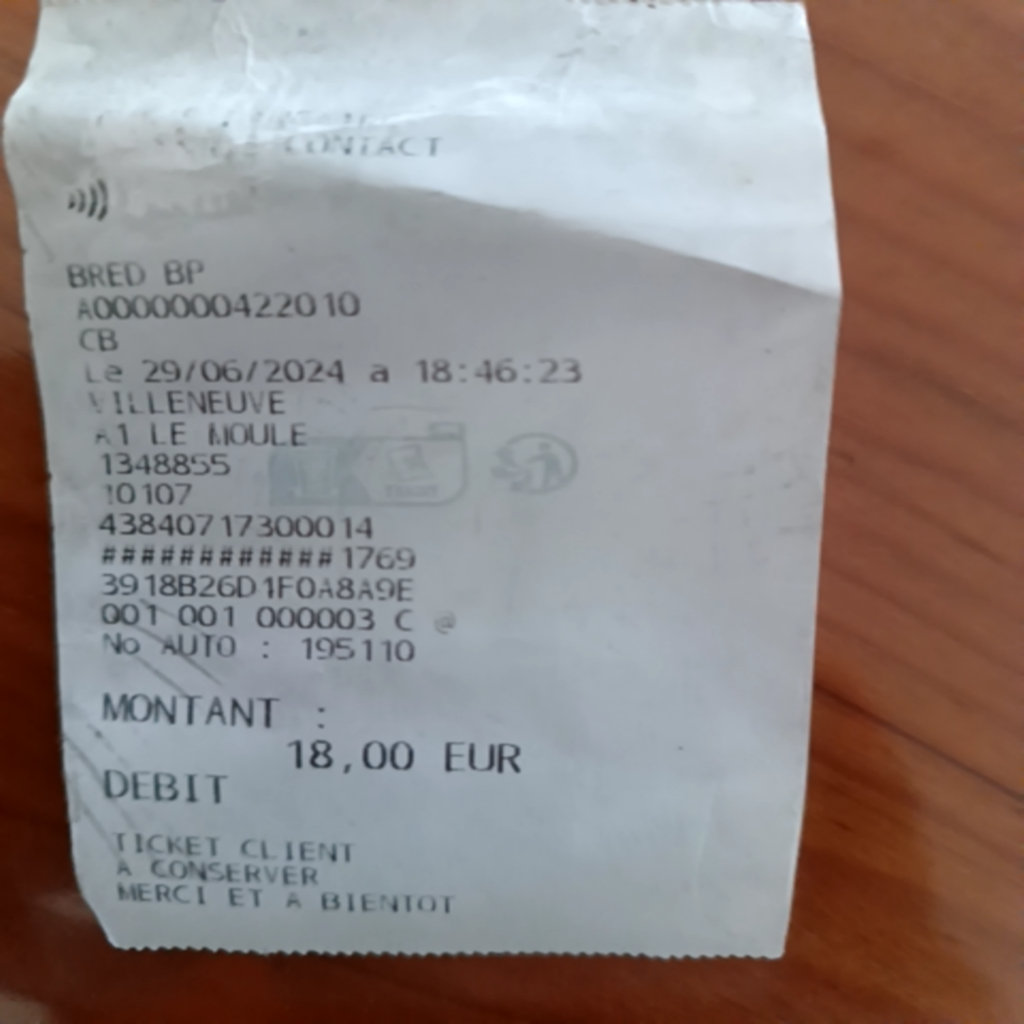 CONTACT
BRED BP
A0000000422010
CB
Le 29/06/2024 a 18:46:23
VILLENEUVE
A1 LE MOULE
1348855
10107
43840717300014
############1769
3918B26D1F0A8A9E
001 001 000003 C @
No AUTO : 195110
MONTANT :
18,00 EUR
DEBIT
TICKET CLIENT
A CONSERVER
MERCI ET A BIENTOT